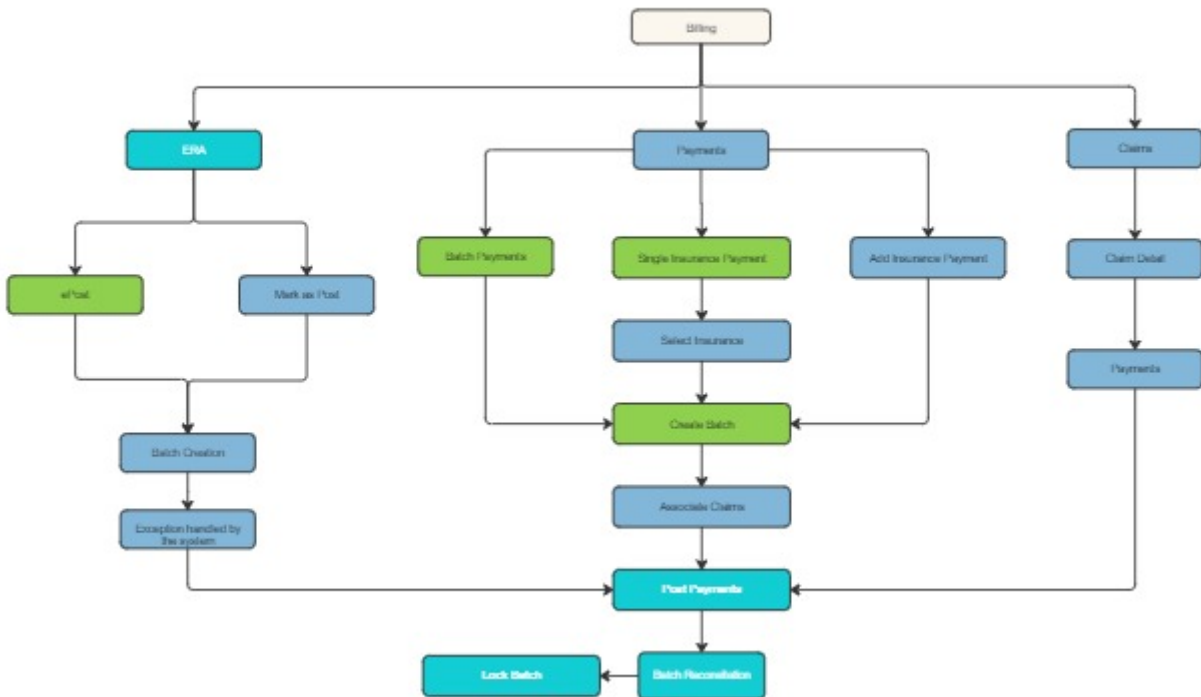 Billing
ERA
Payments
Claims
Batch Payments
Single Insurance Payment
Add Insurance Payment
Claim Detail
ePost
Mark as Post
Select Insurance
Payments
Create Batch
Batch Creation
Associate Claims
Exception handled by
the system
Post Payments
Lock Batch
Batch Reconciliation